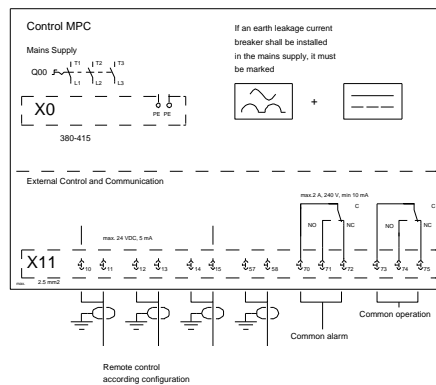 Control MPC
Mains Supply
T1 T2 T3
Q00
L1 L2 L3
X0
PE PE
380-415
If an earth leakage current
breaker shall be installed
in the mains supply, it must
be marked
+
External Control and Communication
max. 24 VDC, 5 mA
max.2 A, 240 V, min 10 mA
C C
NO NC NO NC
X11
10 11 12 13 14 15 57 58 70 71 72 73 74 75
max. 2.5 mm2
Common alarm
Common operation
Remote control
according configuration